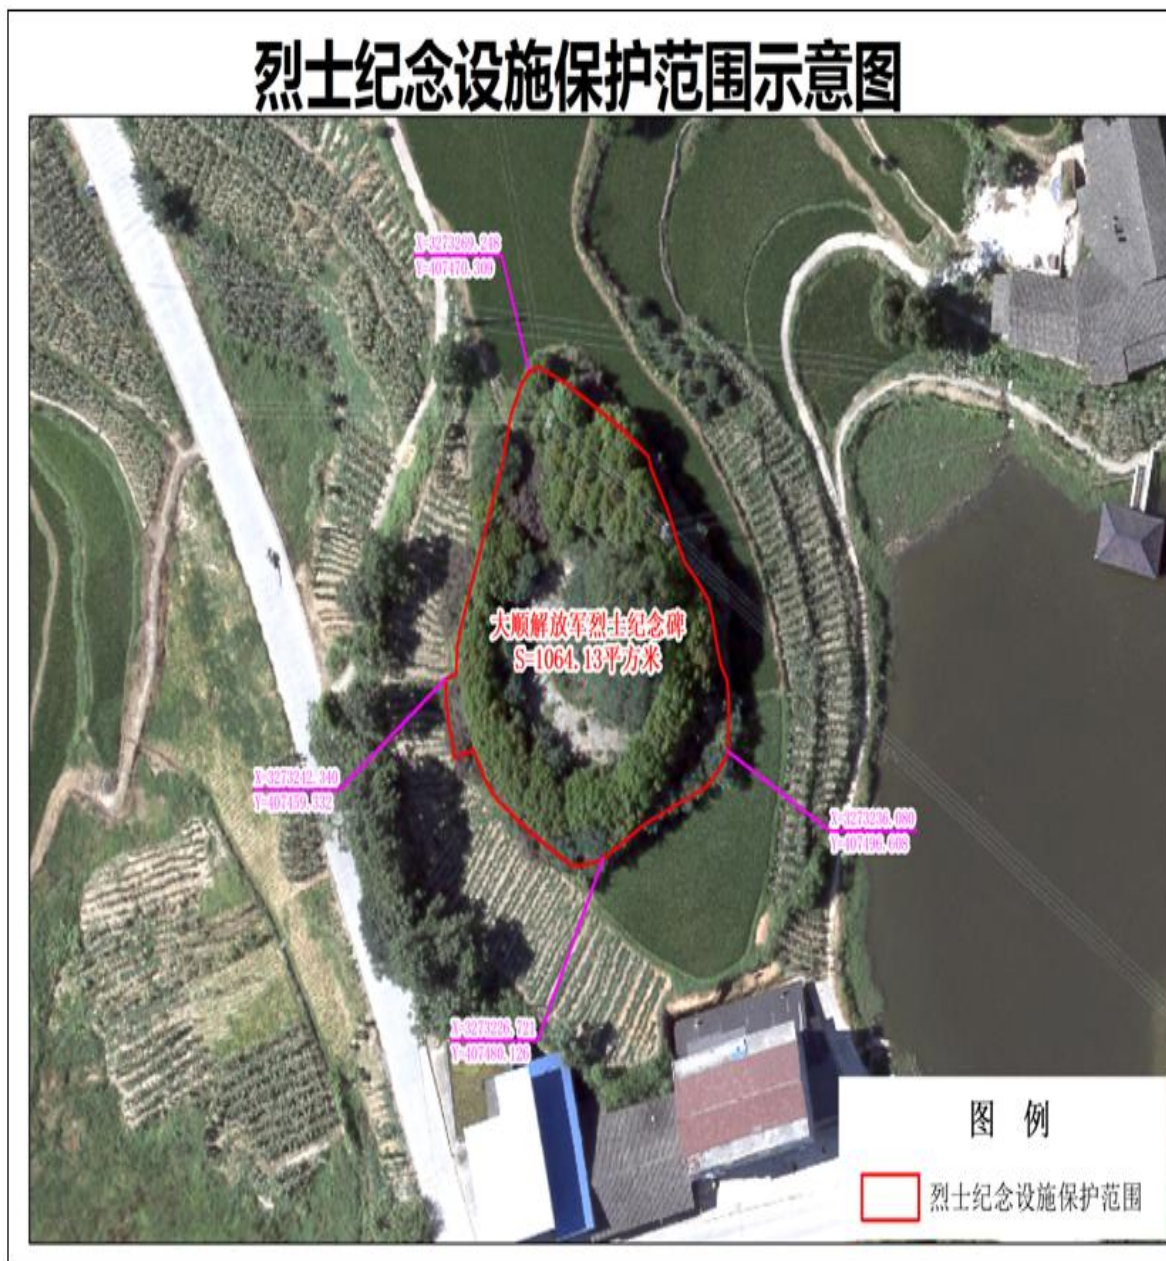 烈士纪念设施保护范围示意图
X=3273269.248
Y=407470.309
大顺解放军烈士纪念碑
S=1064.13平方米
X=3273242.340
Y=407459.332
X=3273236.080
Y=407496.608
X=3273226.721
Y=407480.126
图 例
烈士纪念设施保护范围